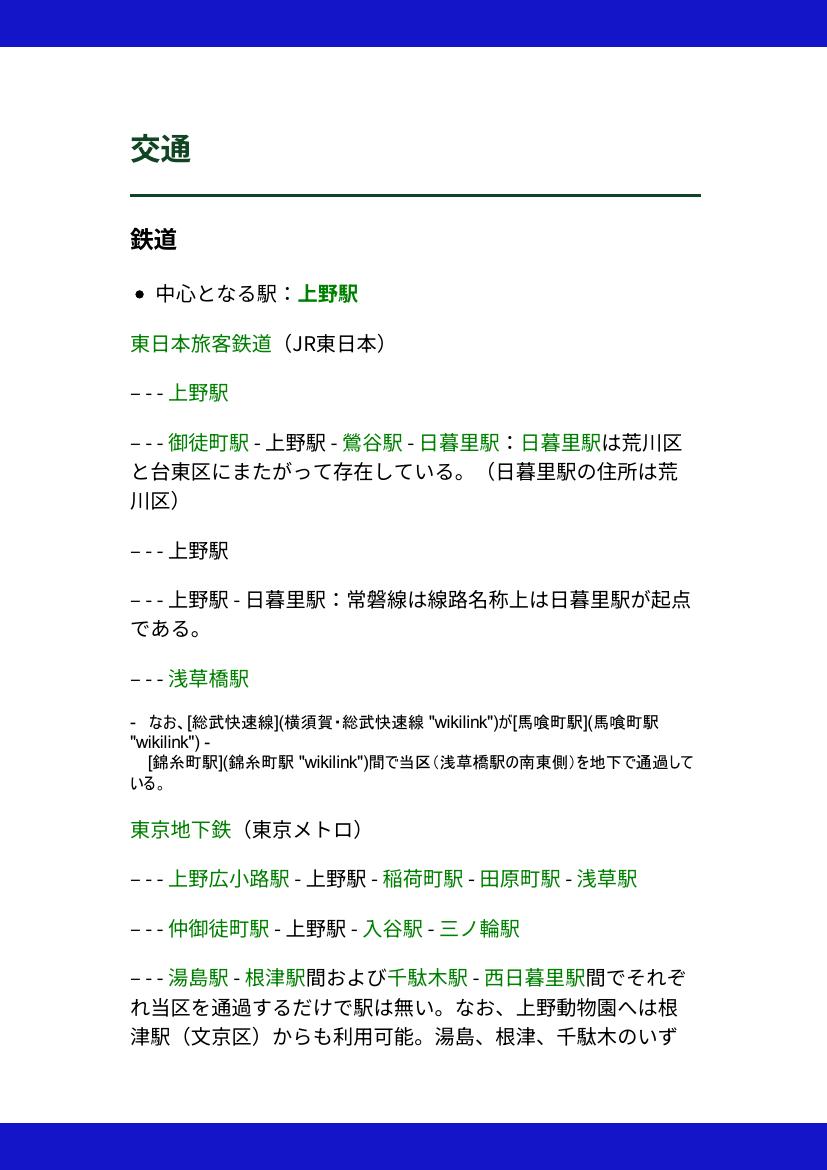 交通
鉄道
• 中心となる駅：上野駅
東日本旅客鉄道（JR東日本）
– - - 上野駅
– - - 御徒町駅 - 上野駅 - 鶯谷駅 - 日暮里駅：日暮里駅は荒川区
と台東区にまたがって存在している。（日暮里駅の住所は荒
川区）
– - - 上野駅
– - - 上野駅 - 日暮里駅：常磐線は線路名称上は日暮里駅が起点
である。
– - - 浅草橋駅
- なお、[総武快速線](横須賀・総武快速線 "wikilink")が[馬喰町駅](馬喰町駅
"wikilink") -
[錦糸町駅](錦糸町駅 "wikilink")間で当区（浅草橋駅の南東側）を地下で通過して
いる。
東京地下鉄（東京メトロ）
– - - 上野広小路駅 - 上野駅 - 稲荷町駅 - 田原町駅 - 浅草駅
– - - 仲御徒町駅 - 上野駅 - 入谷駅 - 三ノ輪駅
– - - 湯島駅 - 根津駅間および千駄木駅 - 西日暮里駅間でそれぞ
れ当区を通過するだけで駅は無い。なお、上野動物園へは根
津駅（文京区）からも利用可能。湯島、根津、千駄木のいず